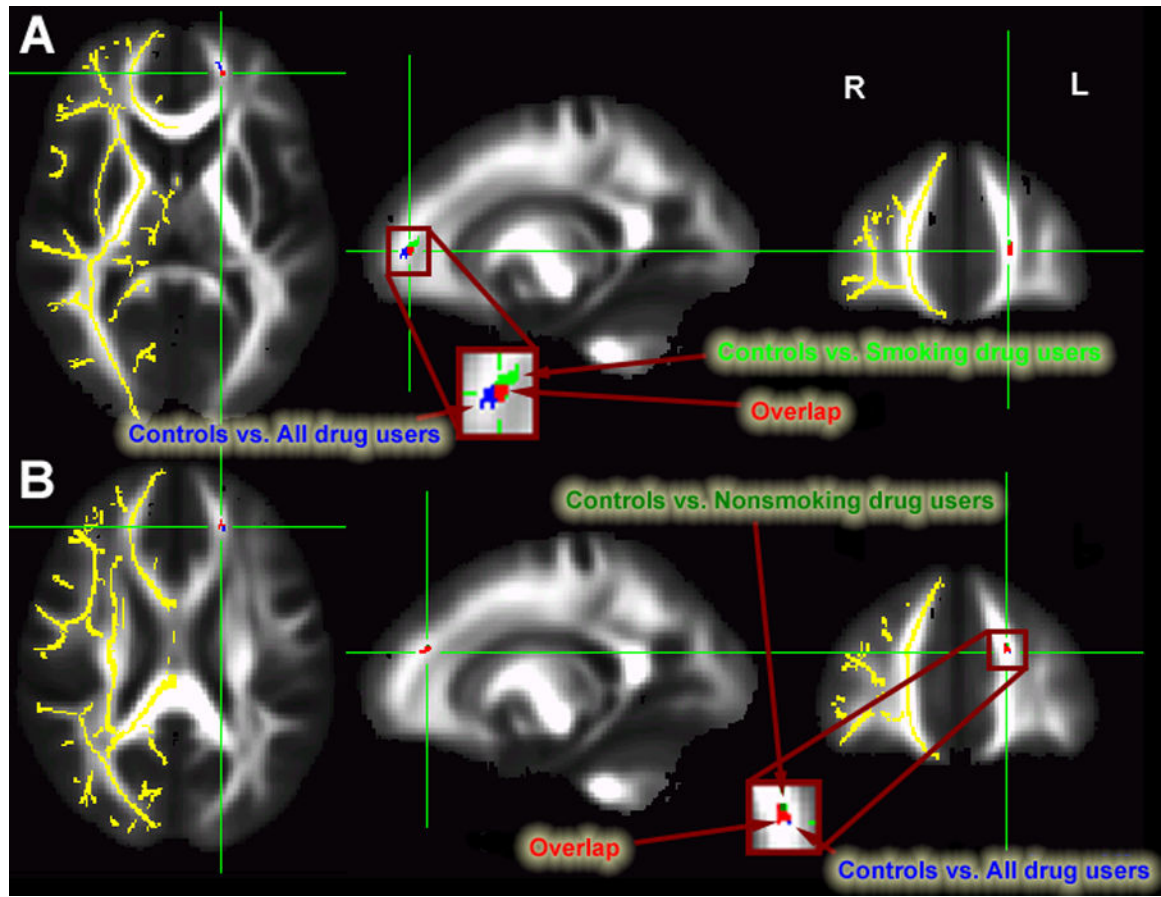 A
R
L
Controls vs. Smoking drug users
Overlap
Controls vs. All drug users
B
Controls vs. Nonsmoking drug users
Overlap
Controls vs. All drug users